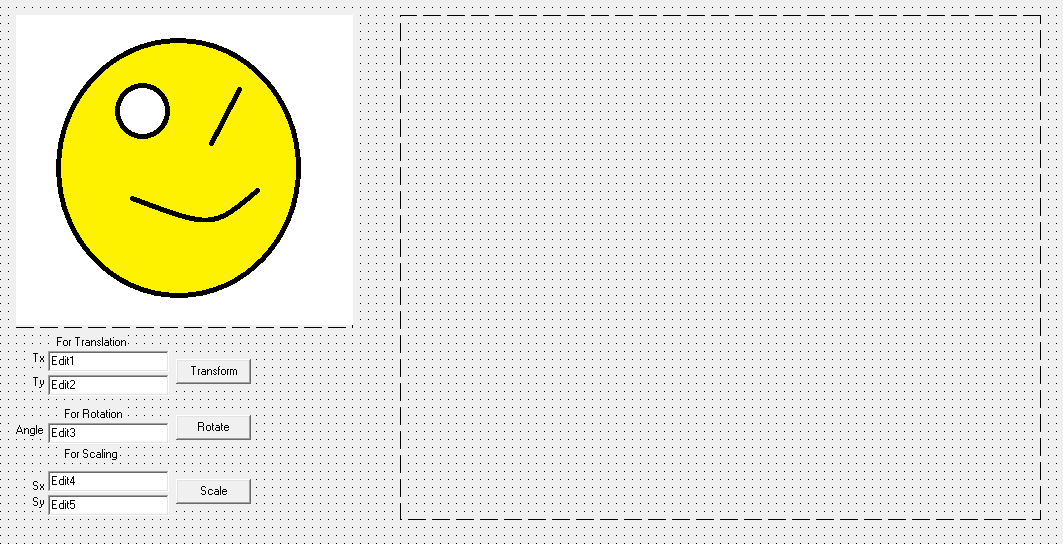 For Translation
Tx Edit1
Transform
Ty Edit2
For Rotation
Angle Edit3
Rotate
For Scaling
Sx Edit4
Scale
Sy Edit5